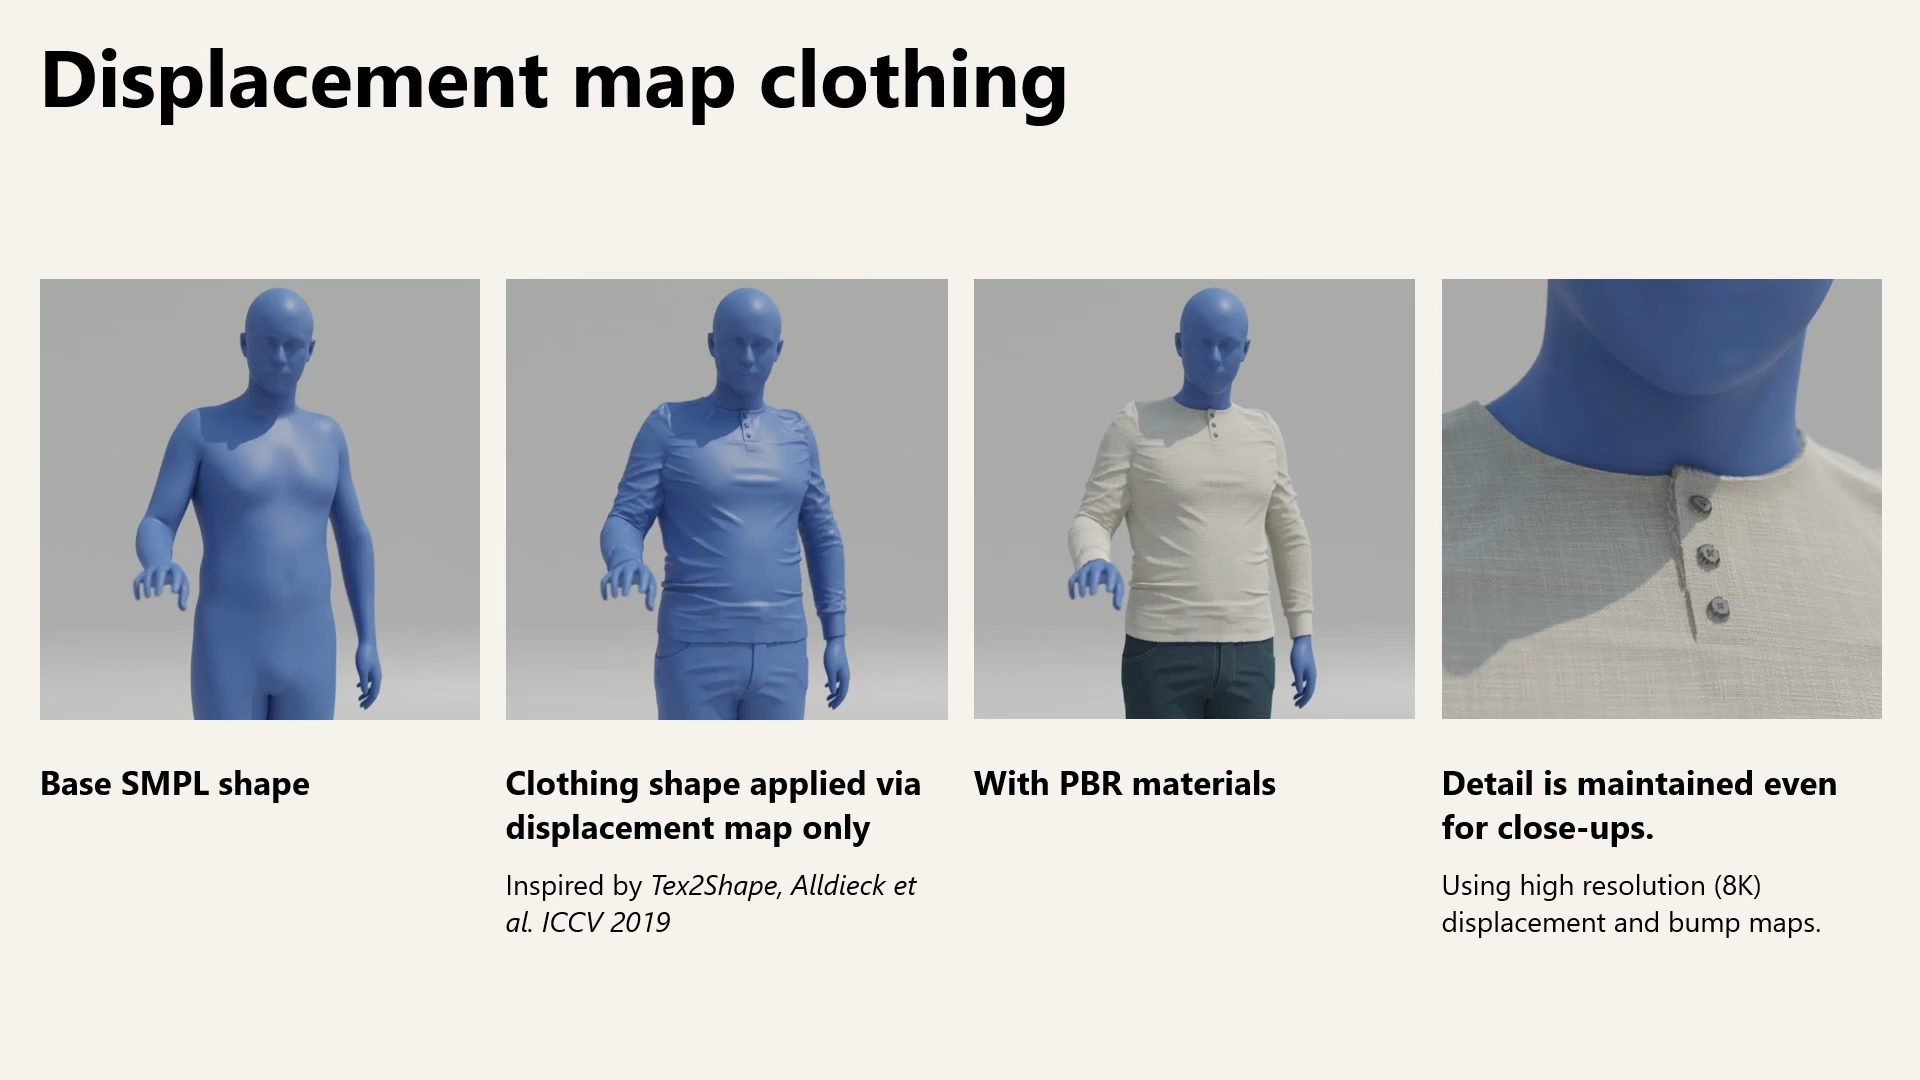 Displacement map clothing
Base SMPL shape
Clothing shape applied via
displacement map only
Inspired by Tex2Shape, Alldieck et
al. ICCV 2019
With PBR materials
Detail is maintained even
for close-ups.
Using high resolution (8K)
displacement and bump maps.